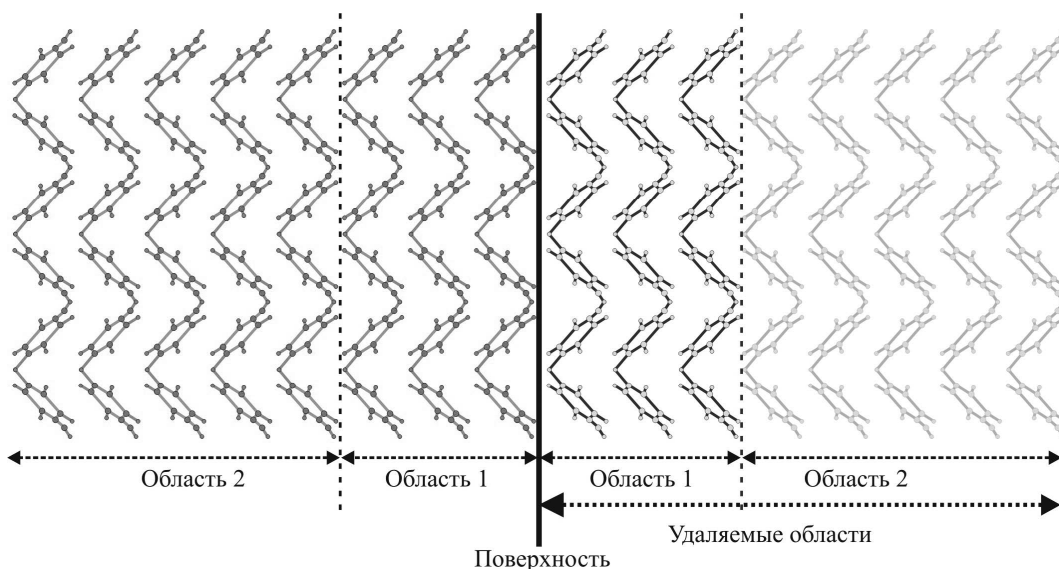 Область 2
Область 1
Область 1
Область 2
Удаляемые области
Поверхность